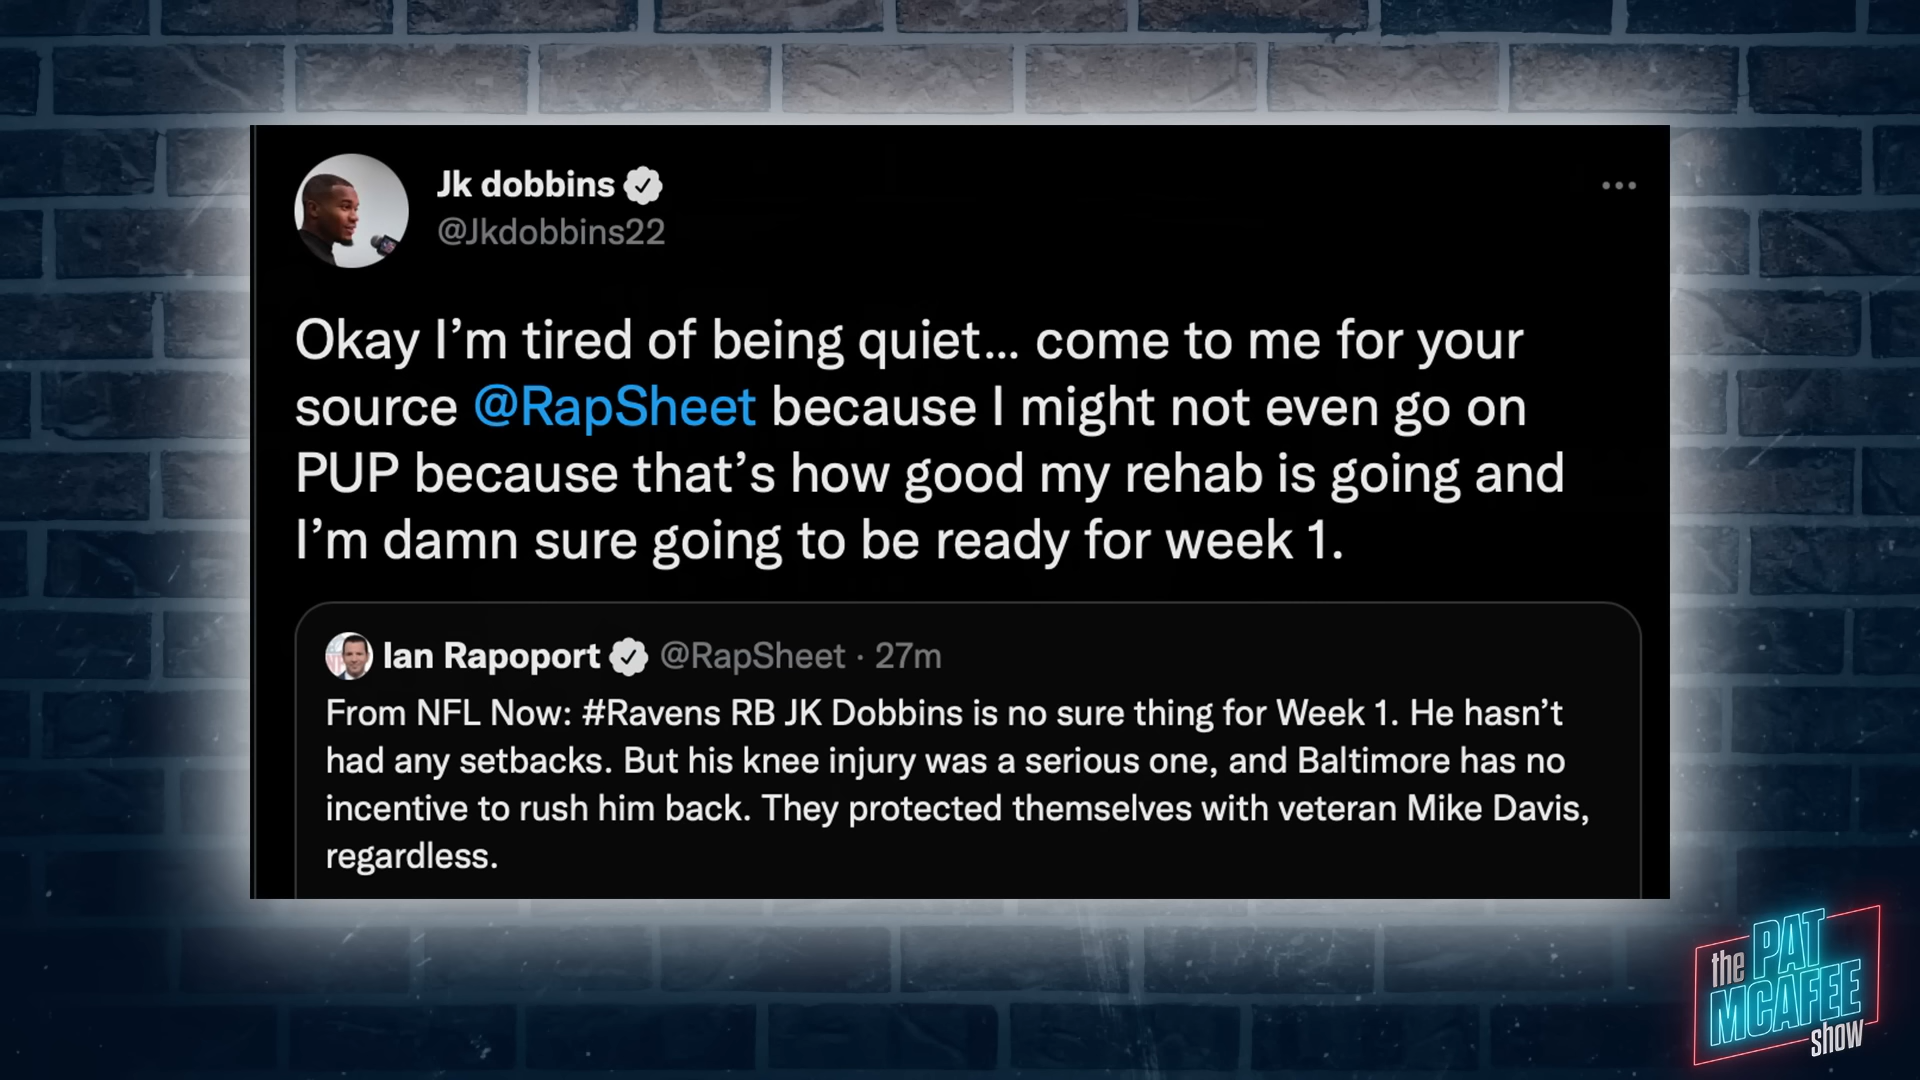 Jk dobbins
@Jkdobbins22
Okay I’m tired of being quiet... come to me for your
source @RapSheet because I might not even go on
PUP because that’s how good my rehab is going and
I’m damn sure going to be ready for week 1.
Ian Rapoport @RapSheet · 27m
From NFL Now: #Ravens RB JK Dobbins is no sure thing for Week 1. He hasn’t
had any setbacks. But his knee injury was a serious one, and Baltimore has no
incentive to rush him back. They protected themselves with veteran Mike Davis,
regardless.
the PAT
MCAFEE
show